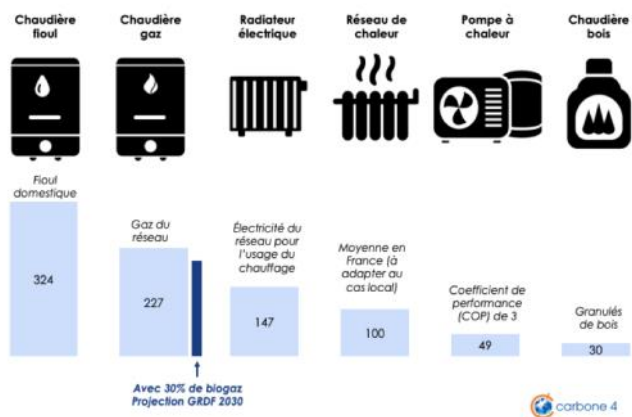 Chaudière
fioul
Chaudière
gaz
Radiateur
électrique
Réseau de
chaleur
Pompe à
chaleur
Chaudière
bois
Fioul
domestique
324
Gaz du
réseau
227
Électricité du
réseau pour
l'usage du
chauffage
147
Moyenne en
France (à
adapter au
cas local)
100
Coefficient de
performance
(COP) de 3
49
Granulés
de bois
30
Avec 30% de biogaz
Projection GRDF 2030
carbone 4